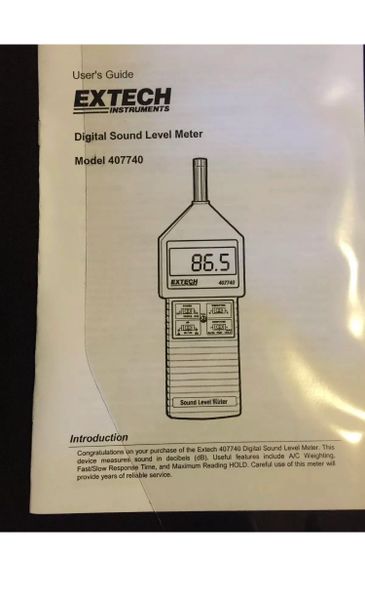 User's Guide
EXTECH
INSTRUMENTS
Digital Sound Level Meter
Model 407740
86.5
EXTECH 407740
Sound Level Meter
Introduction
Congratulations on your purchase of the Extech 407740 Digital Sound Level Meter. This
device measures sound in decibels (dB). Useful features include A/C Weighting,
Fast/Slow Response Time, and Maximum Reading HOLD. Careful use of this meter will
provide years of reliable service.